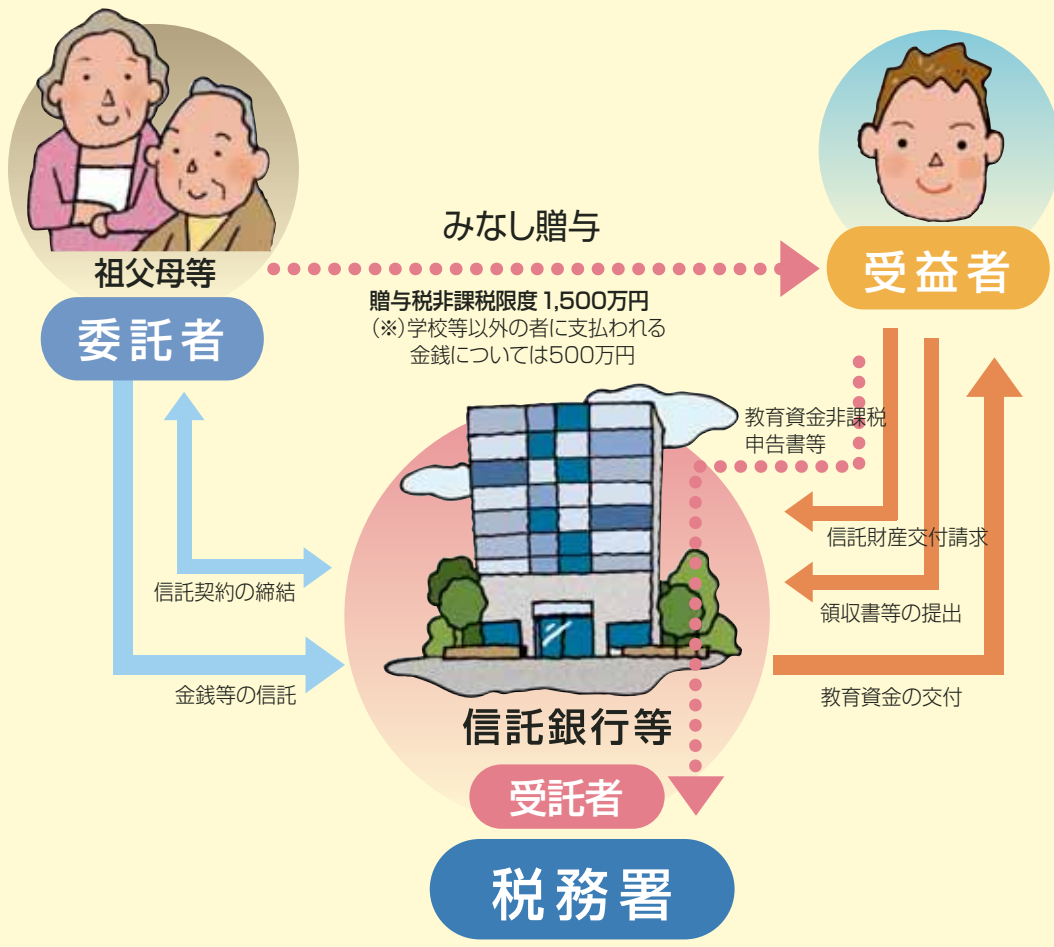 みなし贈与
祖父母等
委託者
受益者
贈与税非課税限度 1,500万円
(※)学校等以外の者に支払われる
金銭については500万円
教育資金非課税
申告書等
信託財産交付請求
信託契約の締結
領収書等の提出
金銭等の信託
教育資金の交付
信託銀行等
受託者
税務署